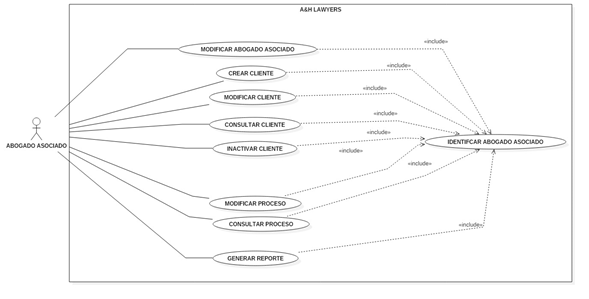 A&H LAWYERS
MODIFICAR ABOGADO ASOCIADO
«include»
CREAR CLIENTE
«include»
MODIFICAR CLIENTE
«include»
CONSULTAR CLIENTE
«include»
ABOGADO ASOCIADO
INACTIVAR CLIENTE
«include»
IDENTIFCAR ABOGADO ASOCIADO
«include»
«include»
MODIFICAR PROCESO
CONSULTAR PROCESO
«include»
GENERAR REPORTE